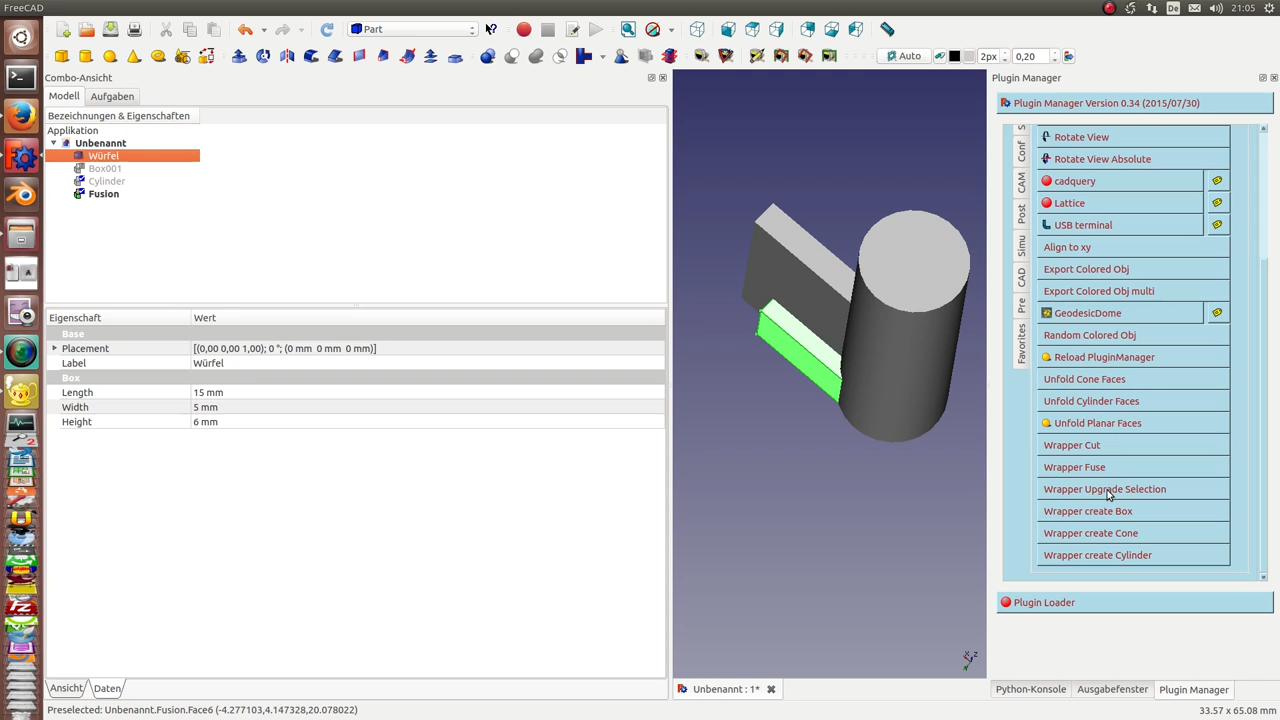 FreeCAD
De
21:05
Part
Auto
2px
0,20
Combo-Ansicht
Modell
Aufgaben
Bezeichnungen & Eigenschaften
Applikation
Unbenannt
Würfel
Box001
Cylinder
Fusion
Eigenschaft
Wert
Base
Placement
[(0,00 0,00 1,00); 0 °; (0 mm 0 mm 0 mm)]
Label
Würfel
Box
Length
15 mm
Width
5 mm
Height
6 mm
Ansicht
Daten
Unbenannt : 1*
Plugin Manager
Plugin Manager Version 0.34 (2015/07/30)
S
Conf
CAM
Post
Simu
CAD
Pre
Favorites
Rotate View
Rotate View Absolute
cadquery
Lattice
USB terminal
Align to xy
Export Colored Obj
Export Colored Obj multi
GeodesicDome
Random Colored Obj
Reload PluginManager
Unfold Cone Faces
Unfold Cylinder Faces
Unfold Planar Faces
Wrapper Cut
Wrapper Fuse
Wrapper Upgrade Selection
Wrapper create Box
Wrapper create Cone
Wrapper create Cylinder
Plugin Loader
Python-Konsole
Ausgabefenster
Plugin Manager
Preselected: Unbenannt.Fusion.Face6 (-4.277103,4.147328,20.078022)
33.57 x 65.08 mm